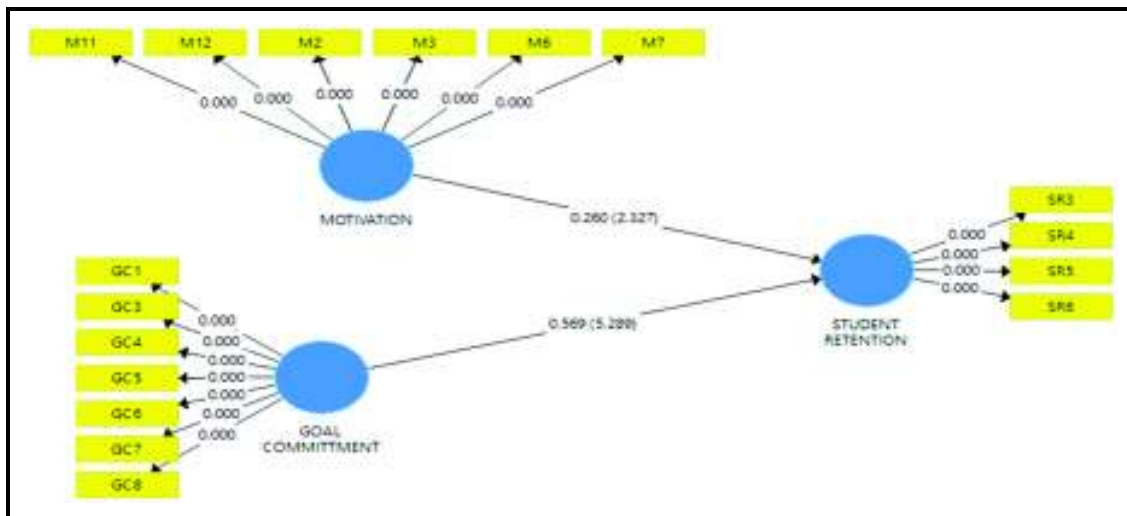 M11 M12 M2 M3 M6 M7
0.000 0.000 0.000 0.000 0.000 0.000
MOTIVATION
0.260 (2.327)
SR3
0.000
SR4
0.000
0.000
SR5
0.000
SR6
STUDENT
RETENTION
GC1
0.000
GC3
0.000
GC4
0.000
GC5
0.000
0.000
GC6
0.000
GC7
0.000
GC8
GOAL
COMMITTMENT
0.569 (5.289)